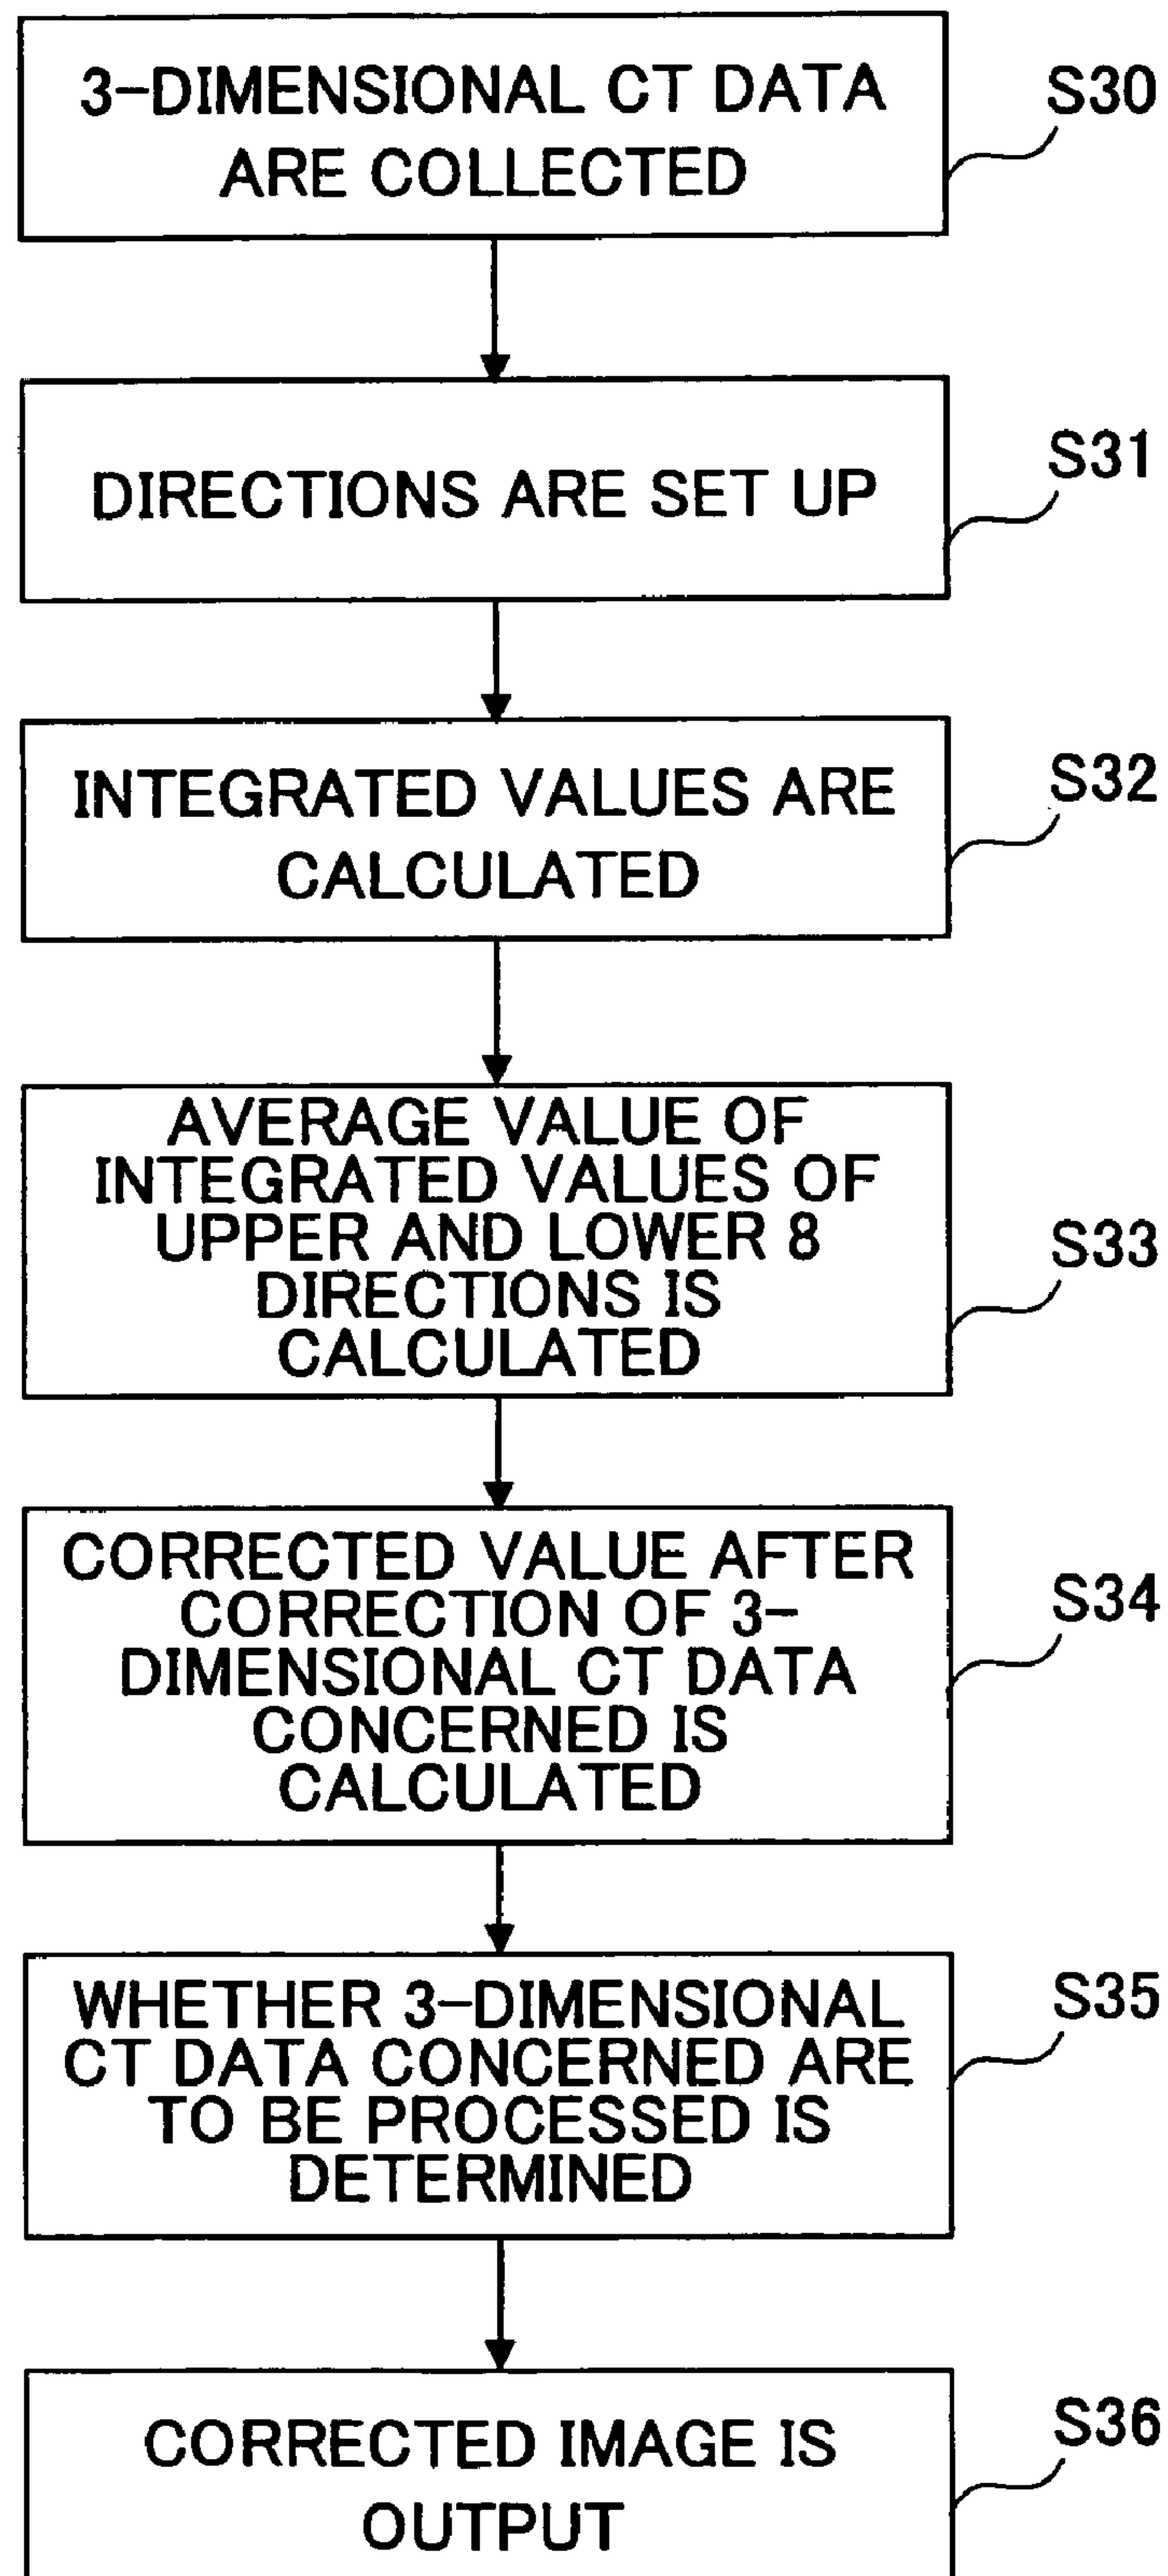 3-DIMENSIONAL CT DATA
ARE COLLECTED
S30
DIRECTIONS ARE SET UP
S31
INTEGRATED VALUES ARE
CALCULATED
S32
AVERAGE VALUE OF
INTEGRATED VALUES OF
UPPER AND LOWER 8
DIRECTIONS IS
CALCULATED
S33
CORRECTED VALUE AFTER
CORRECTION OF 3-
DIMENSIONAL CT DATA
CONCERNED IS
CALCULATED
S34
WHETHER 3-DIMENSIONAL
CT DATA CONCERNED ARE
TO BE PROCESSED IS
DETERMINED
S35
CORRECTED IMAGE IS
OUTPUT
S36